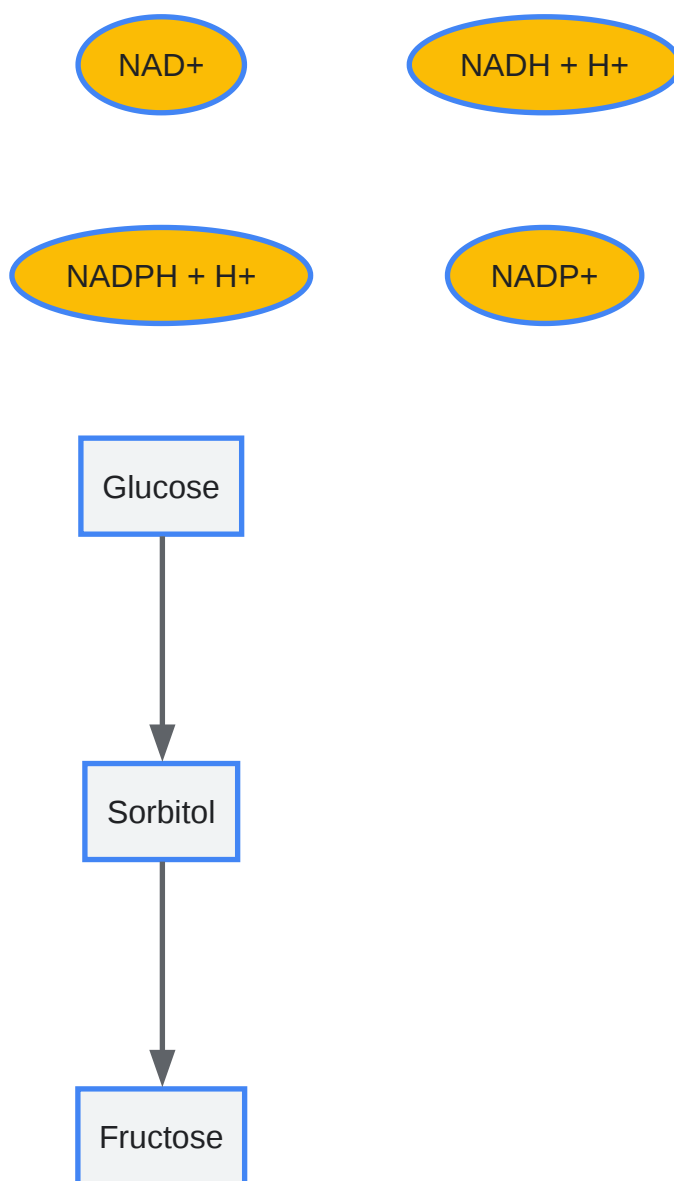 NAD+
NADH + H+
NADPH + H+
NADP+
Glucose
Sorbitol
Fructose